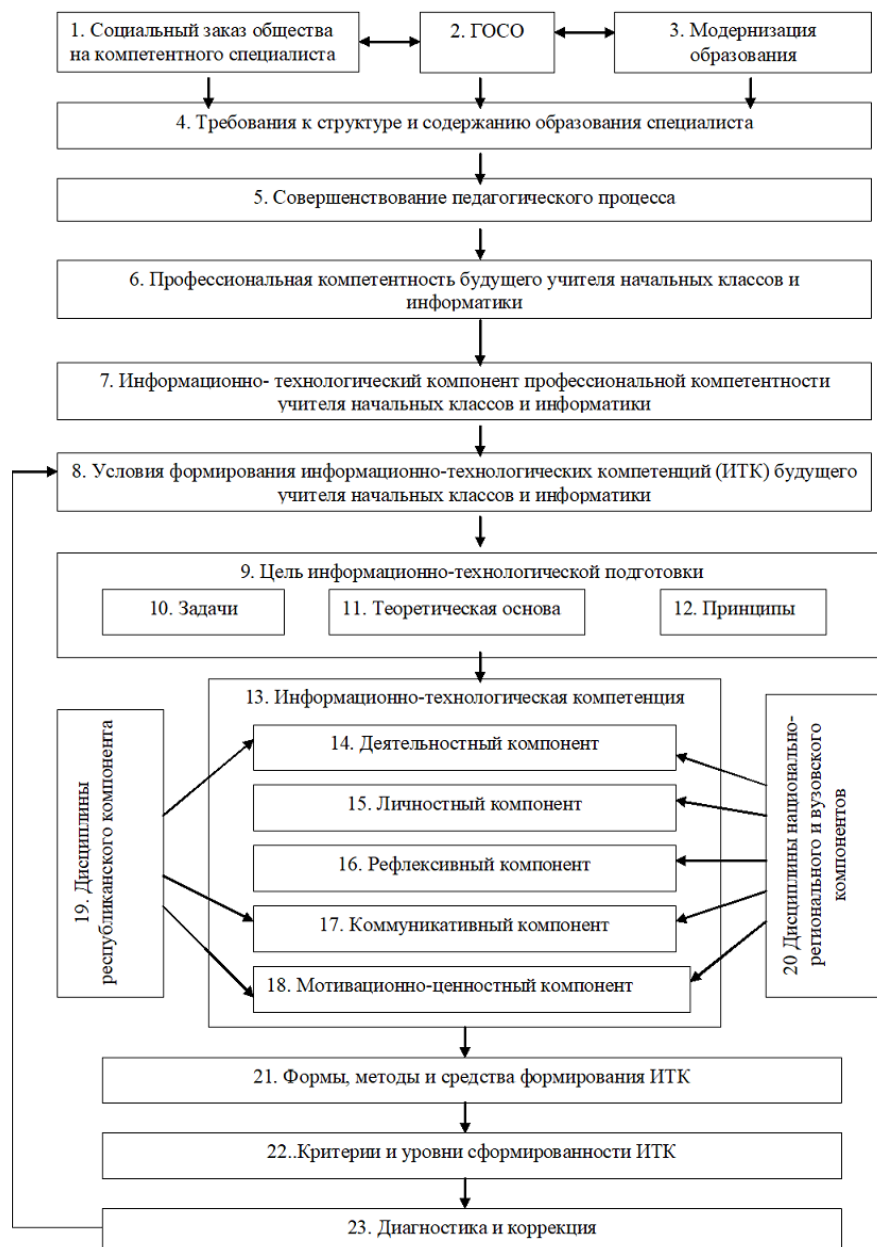 1. Социальный заказ общества
на компетентного специалиста
2. ГОСО
3. Модернизация
образования
4. Требования к структуре и содержанию образования специалиста
5. Совершенствование педагогического процесса
6. Профессиональная компетентность будущего учителя начальных классов и
информатики
7. Информационно- технологический компонент профессиональной компетентности
учителя начальных классов и информатики
8. Условия формирования информационно-технологических компетенций (ИТК) будущего
учителя начальных классов и информатики
9. Цель информационно-технологической подготовки
10. Задачи
11. Теоретическая основа
12. Принципы
13. Информационно-технологическая компетенция
14. Деятельностный компонент
15. Личностный компонент
16. Рефлексивный компонент
17. Коммуникативный компонент
18. Мотивационно-ценностный компонент
19. Дисциплины
республиканского компонента
20 Дисциплины национально-
регионального и вузовского
компонентов
21. Формы, методы и средства формирования ИТК
22..Критерии и уровни сформированности ИТК
23. Диагностика и коррекция